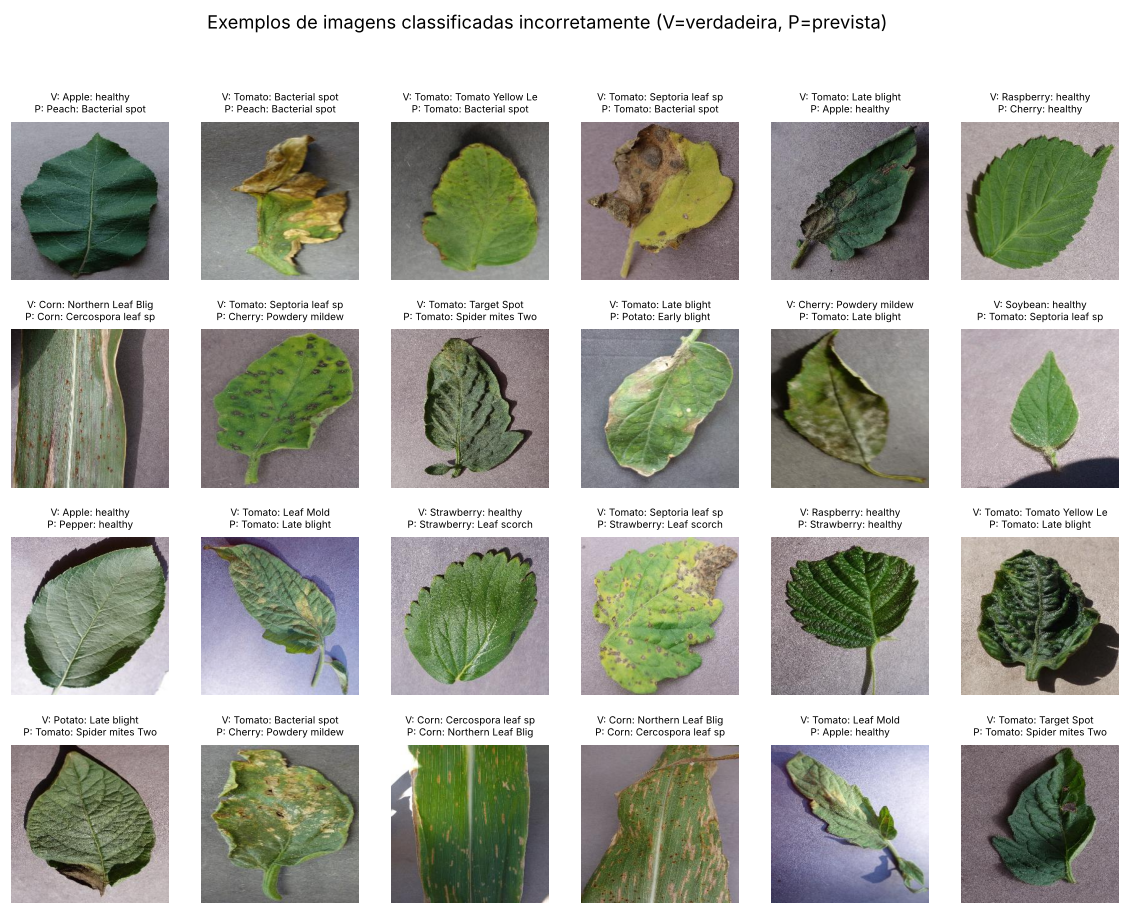 Exemplos de imagens classificadas incorretamente (V=verdadeira, P=prevista)
V: Apple: healthy
P: Peach: Bacterial spot
V: Tomato: Bacterial spot
P: Peach: Bacterial spot
V: Tomato: Tomato Yellow Le
P: Tomato: Bacterial spot
V: Tomato: Septoria leaf sp
P: Tomato: Bacterial spot
V: Tomato: Late blight
P: Apple: healthy
V: Raspberry: healthy
P: Cherry: healthy
V: Corn: Northern Leaf Blig
P: Corn: Cercospora leaf sp
V: Tomato: Septoria leaf sp
P: Cherry: Powdery mildew
V: Tomato: Target Spot
P: Tomato: Spider mites Two
V: Tomato: Late blight
P: Potato: Early blight
V: Cherry: Powdery mildew
P: Tomato: Late blight
V: Soybean: healthy
P: Tomato: Septoria leaf sp
V: Apple: healthy
P: Pepper: healthy
V: Tomato: Leaf Mold
P: Tomato: Late blight
V: Strawberry: healthy
P: Strawberry: Leaf scorch
V: Tomato: Septoria leaf sp
P: Strawberry: Leaf scorch
V: Raspberry: healthy
P: Strawberry: healthy
V: Tomato: Tomato Yellow Le
P: Tomato: Late blight
V: Potato: Late blight
P: Tomato: Spider mites Two
V: Tomato: Bacterial spot
P: Cherry: Powdery mildew
V: Corn: Cercospora leaf sp
P: Corn: Northern Leaf Blig
V: Corn: Northern Leaf Blig
P: Corn: Cercospora leaf sp
V: Tomato: Leaf Mold
P: Apple: healthy
V: Tomato: Target Spot
P: Tomato: Spider mites Two